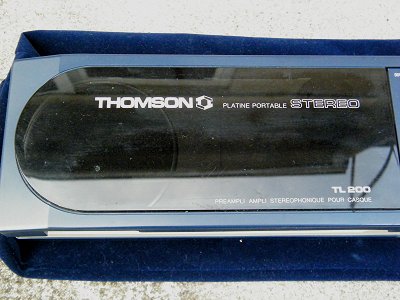 THOMSON PLATINE PORTABLE STEREO
TL 200
PREAMPLI AMPLI STEREOPHONIQUE POUR CASQUE